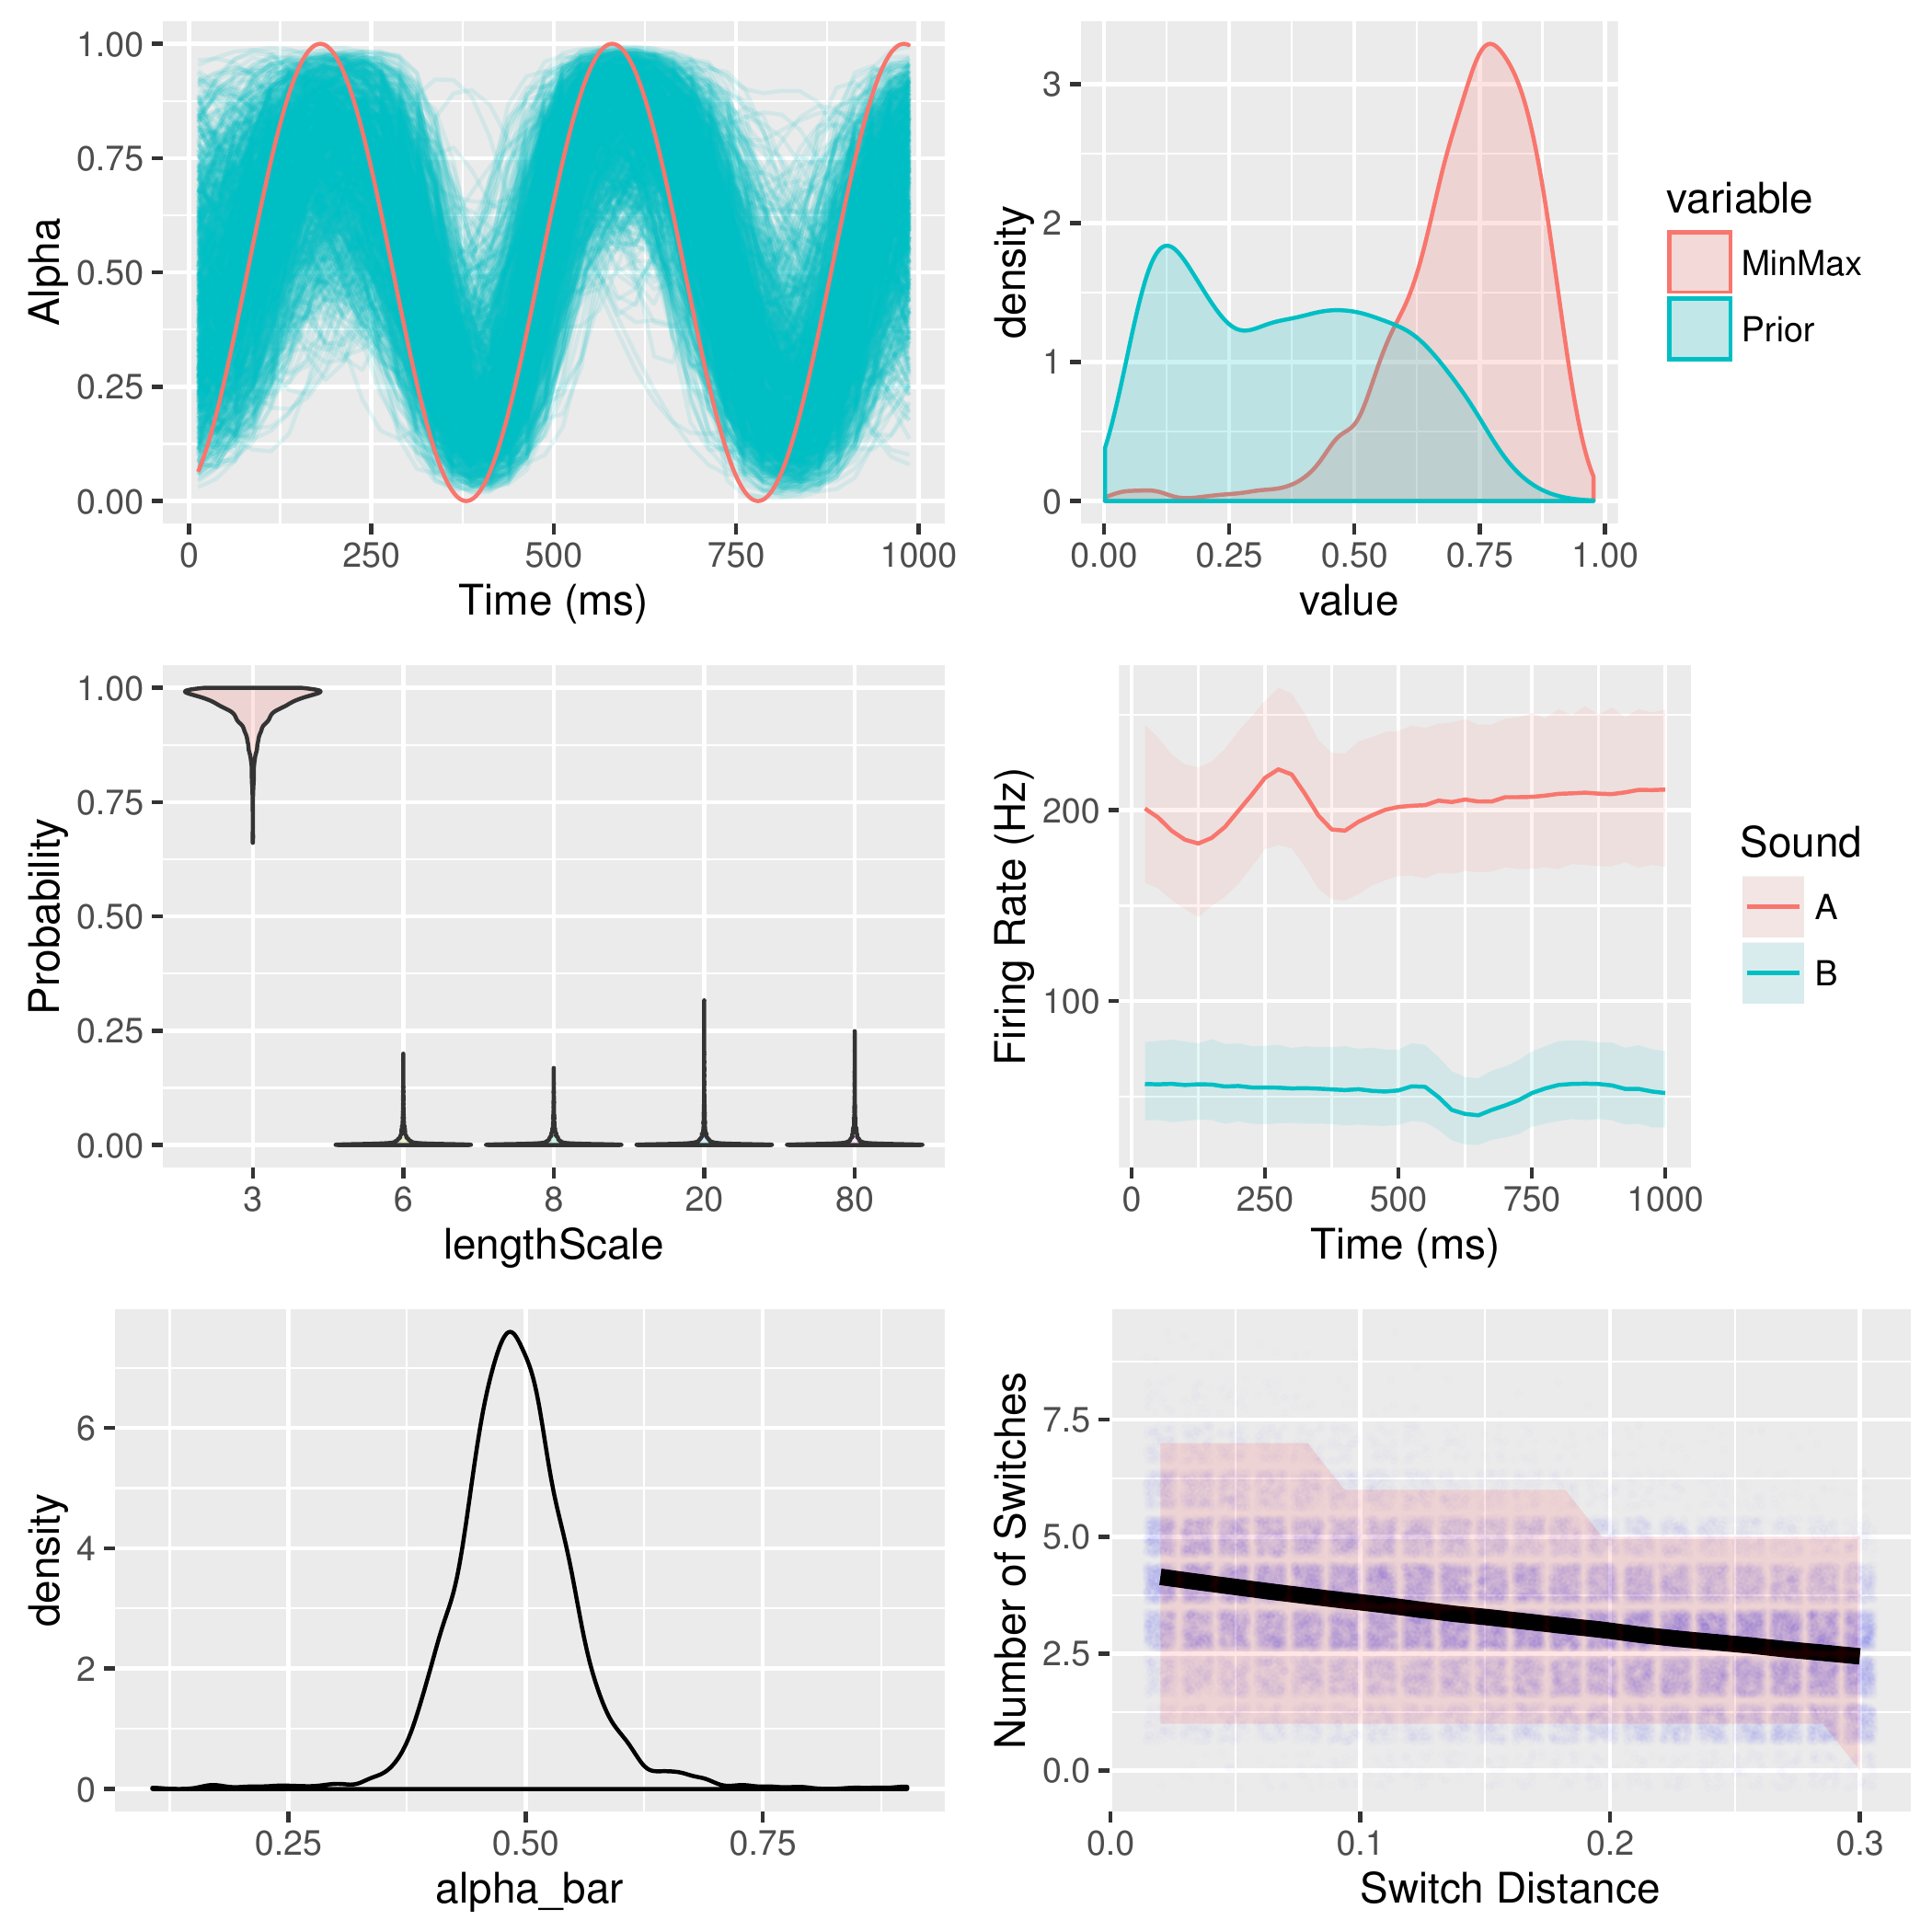 Alpha
1.00
0.75
0.50
0.25
0.00
0 250 500 750 1000
Time (ms)
density
3
2
1
0
0.00 0.25 0.50 0.75 1.00
value
variable
MinMax
Prior
Probability
1.00
0.75
0.50
0.25
0.00
3 6 8 20 80
lengthScale
Firing Rate (Hz)
200
100
0 250 500 750 1000
Time (ms)
Sound
A
B
density
6
4
2
0
0.25 0.50 0.75
alpha_bar
Number of Switches
7.5
5.0
2.5
0.0
0.0 0.1 0.2 0.3
Switch Distance